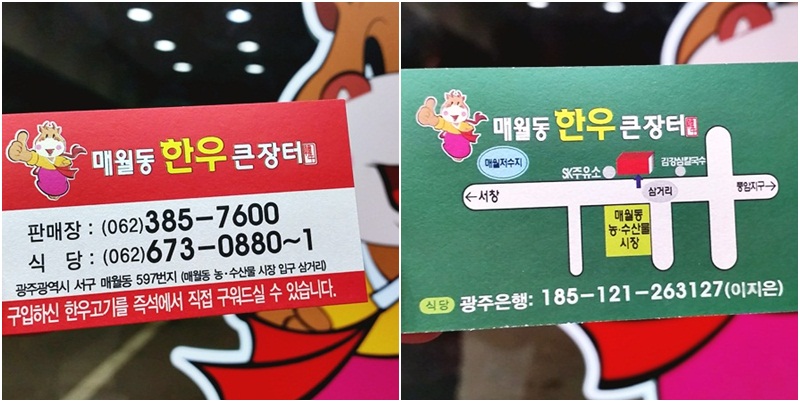 매월동 한우 큰장터
판매장 : (062)385-7600
식 당 : (062)673-0880~1
광주광역시 서구 매월동 597번지 (매월동 농·수산물 시장 입구 삼거리)
구입하신 한우고기를 즉석에서 직접 구워드실 수 있습니다.
매월동 한우 큰장터
매월저수지
SK주유소
김강심칼국수
←서창
삼거리
풍암지구→
매월동
농·수산물
시장
식당 광주은행: 185-121-263127(이지은)